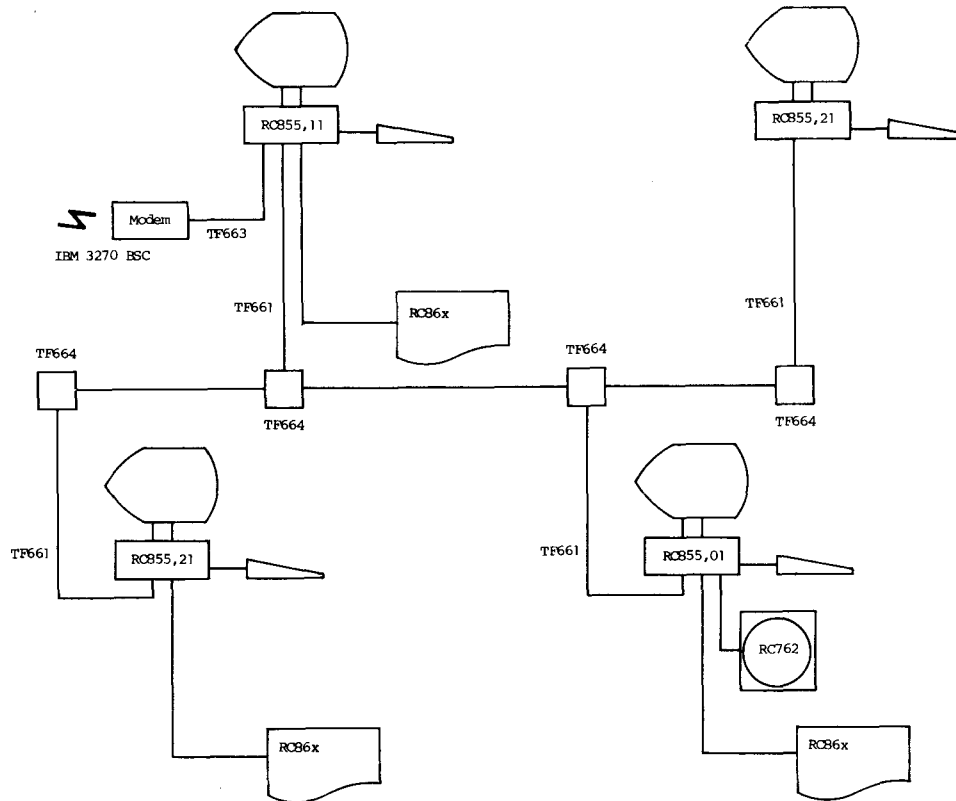 RC855,11
RC855,21
Modem
TF663
IBM 3270 BSC
TF661
RC86x
TF661
TF664
TF664
TF664
TF664
TF661
RC855,21
TF661
RC855,01
RC762
RC86x
RC86x